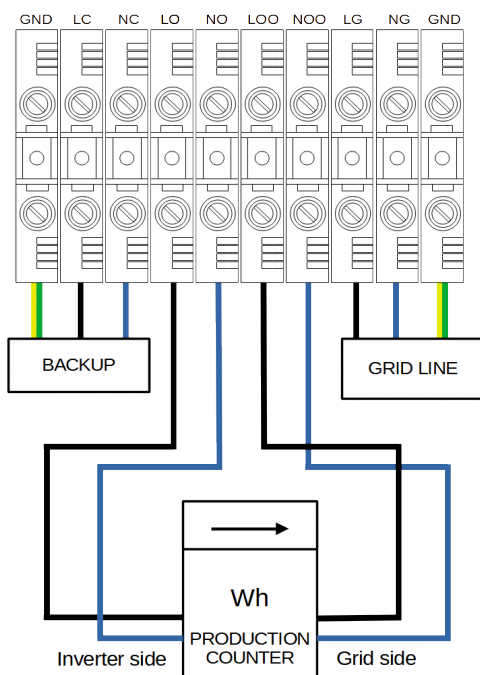 GND LC NC LO NO LOO NOO LG NG GND
BACKUP
GRID LINE
Wh
PRODUCTION
COUNTER
Inverter side
Grid side